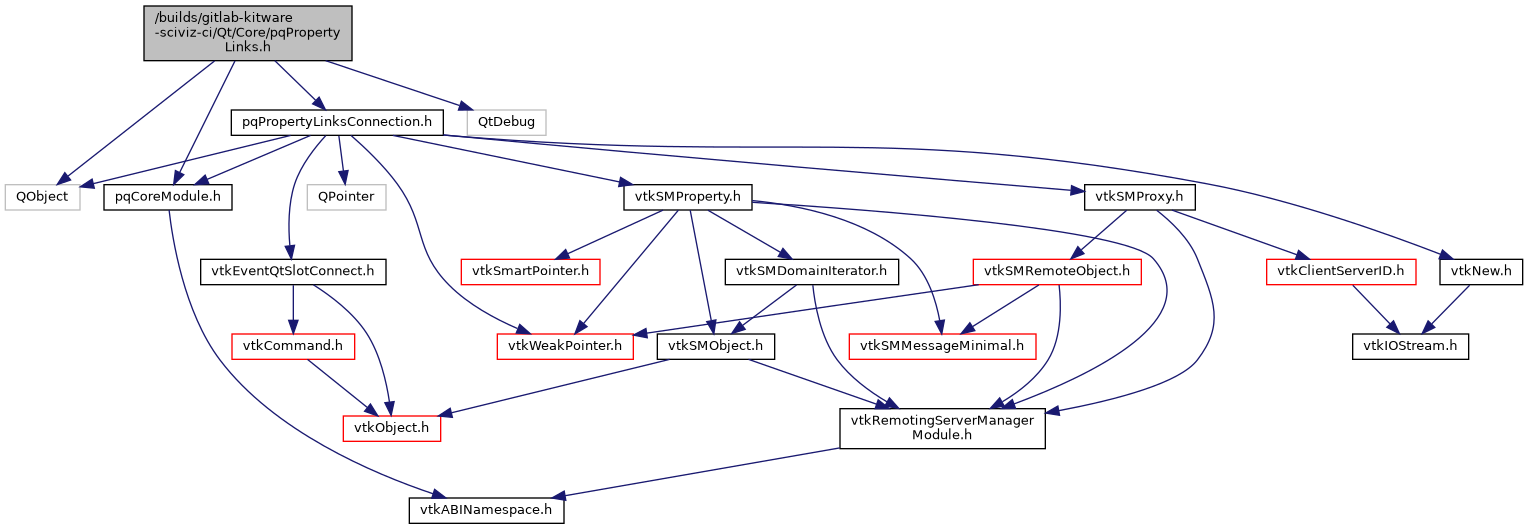 /builds/gitlab-kitware
-sciviz-ci/Qt/Core/pqProperty
Links.h
pqPropertyLinksConnection.h
QtDebug
QObject
pqCoreModule.h
QPointer
vtkSMProperty.h
vtkSMProxy.h
vtkEventQtSlotConnect.h
vtkSmartPointer.h
vtkSMDomainIterator.h
vtkSMRemoteObject.h
vtkClientServerID.h
vtkNew.h
vtkCommand.h
vtkWeakPointer.h
vtkSMObject.h
vtkSMMessageMinimal.h
vtkIOStream.h
vtkObject.h
vtkRemotingServerManager
Module.h
vtkABINamespace.h